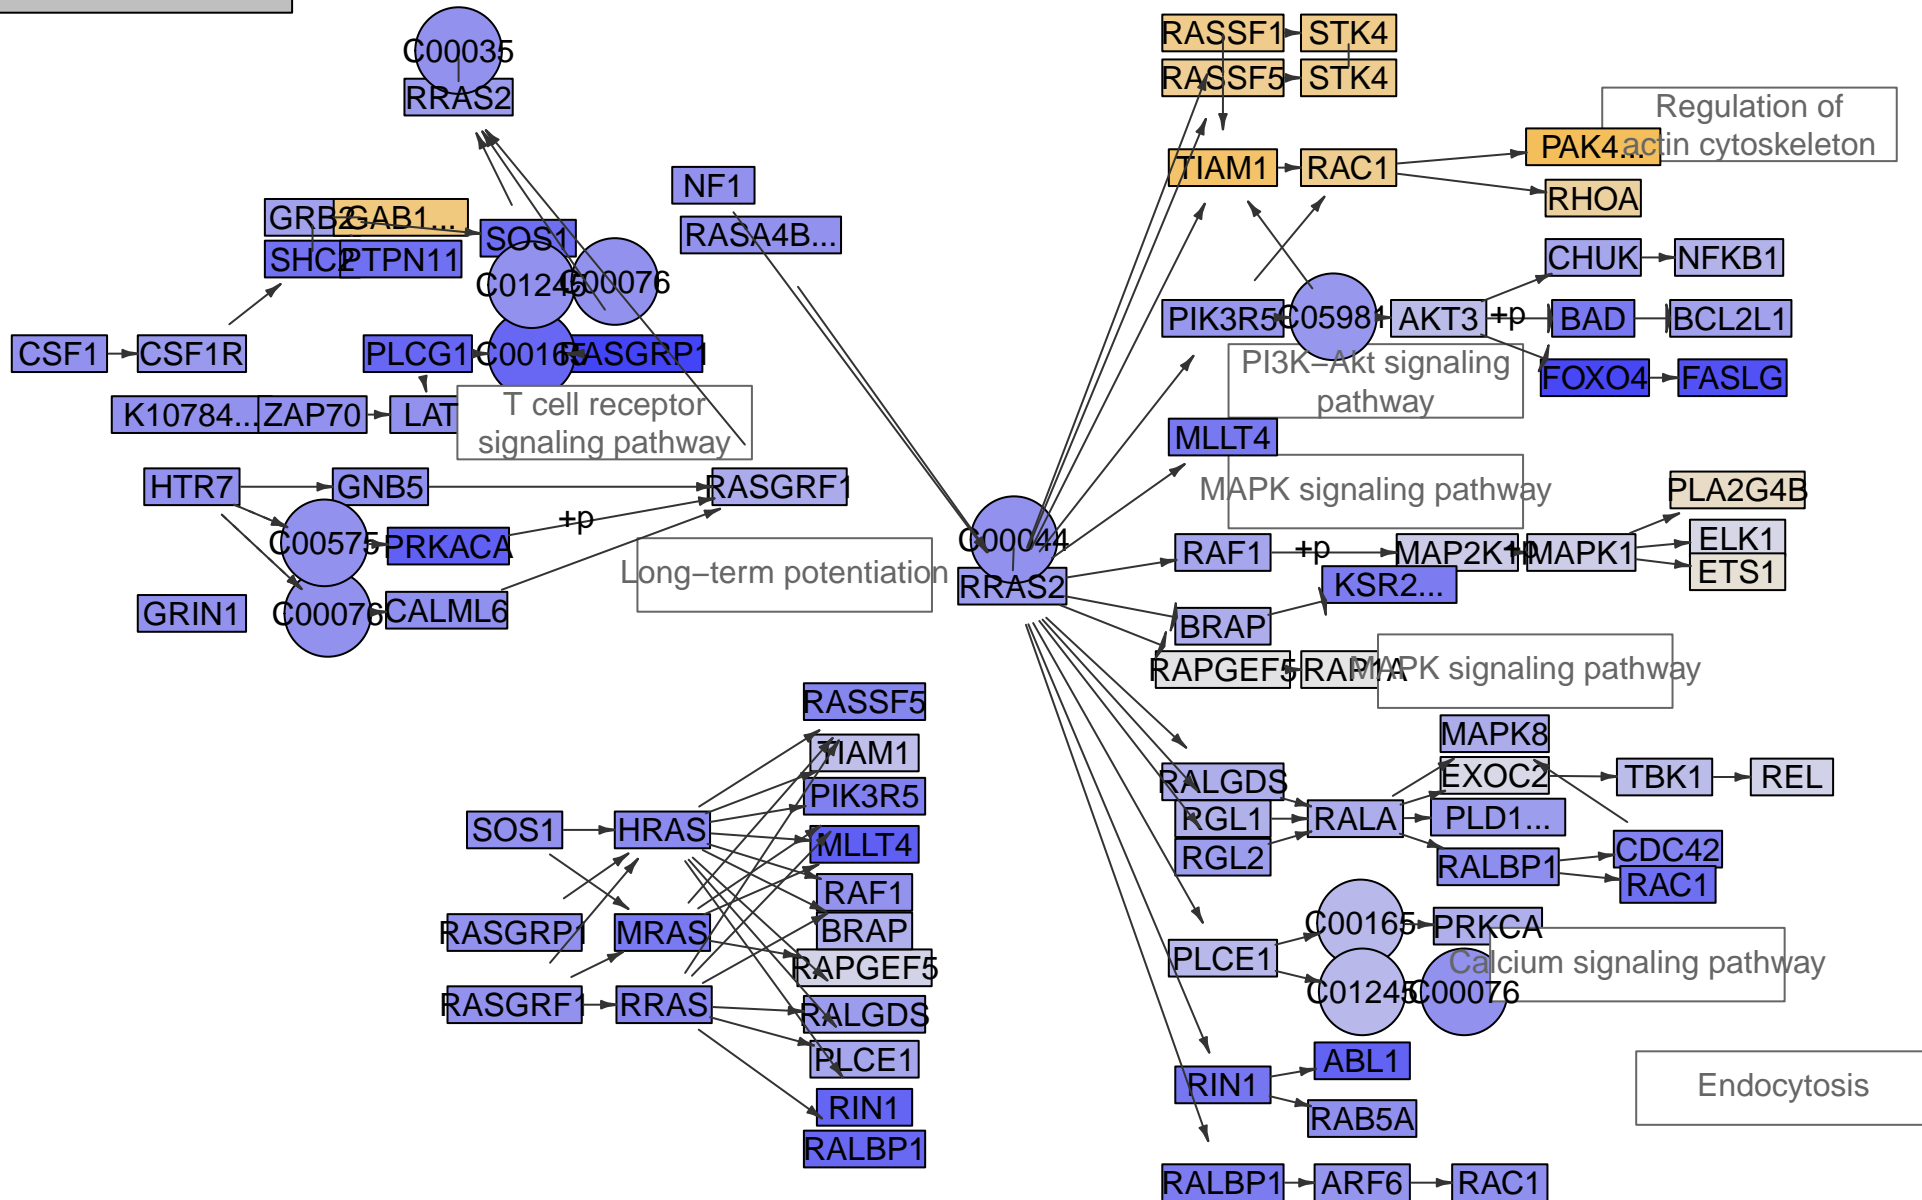 C00035
RRAS2
RASSF1
STK4
RASSF5
STK4
Regulation of
actin cytoskeleton
PAK4...
TIAM1
RAC1
RHOA
NF1
RASA4B...
GRB2
GAB1...
SOS1
SHC2
PTPN11
C01245
C00076
CHUK
NFKB1
PIK3R5
C05981
AKT3
+p
BAD
BCL2L1
CSF1
CSF1R
PLCG1
C00165
RASGRP1
PI3K−Akt signaling
pathway
FOXO4
FASLG
K10784...
ZAP70
LAT
T cell receptor
signaling pathway
MLLT4
MAPK signaling pathway
HTR7
GNB5
RASGRF1
PLA2G4B
+p
C00575
PRKACA
C00044
RAF1
+p
MAP2K1
+p
MAPK1
ELK1
ETS1
Long−term potentiation
RRAS2
KSR2...
GRIN1
C00076
CALML6
BRAP
RAPGEF5
RAP1A
MAPK signaling pathway
RASSF5
TIAM1
PIK3R5
MAPK8
EXOC2
TBK1
REL
RALGDS
RGL1
RALA
PLD1...
RGL2
RALBP1
CDC42
RAC1
SOS1
HRAS
MLLT4
RAF1
BRAP
RASGRP1
MRAS
RAPGEF5
C00165
PRKCA
PLCE1
Calcium signaling pathway
C01245
C00076
RASGRF1
RRAS
RALGDS
PLCE1
RIN1
RALBP1
ABL1
RIN1
RAB5A
Endocytosis
RALBP1
ARF6
RAC1